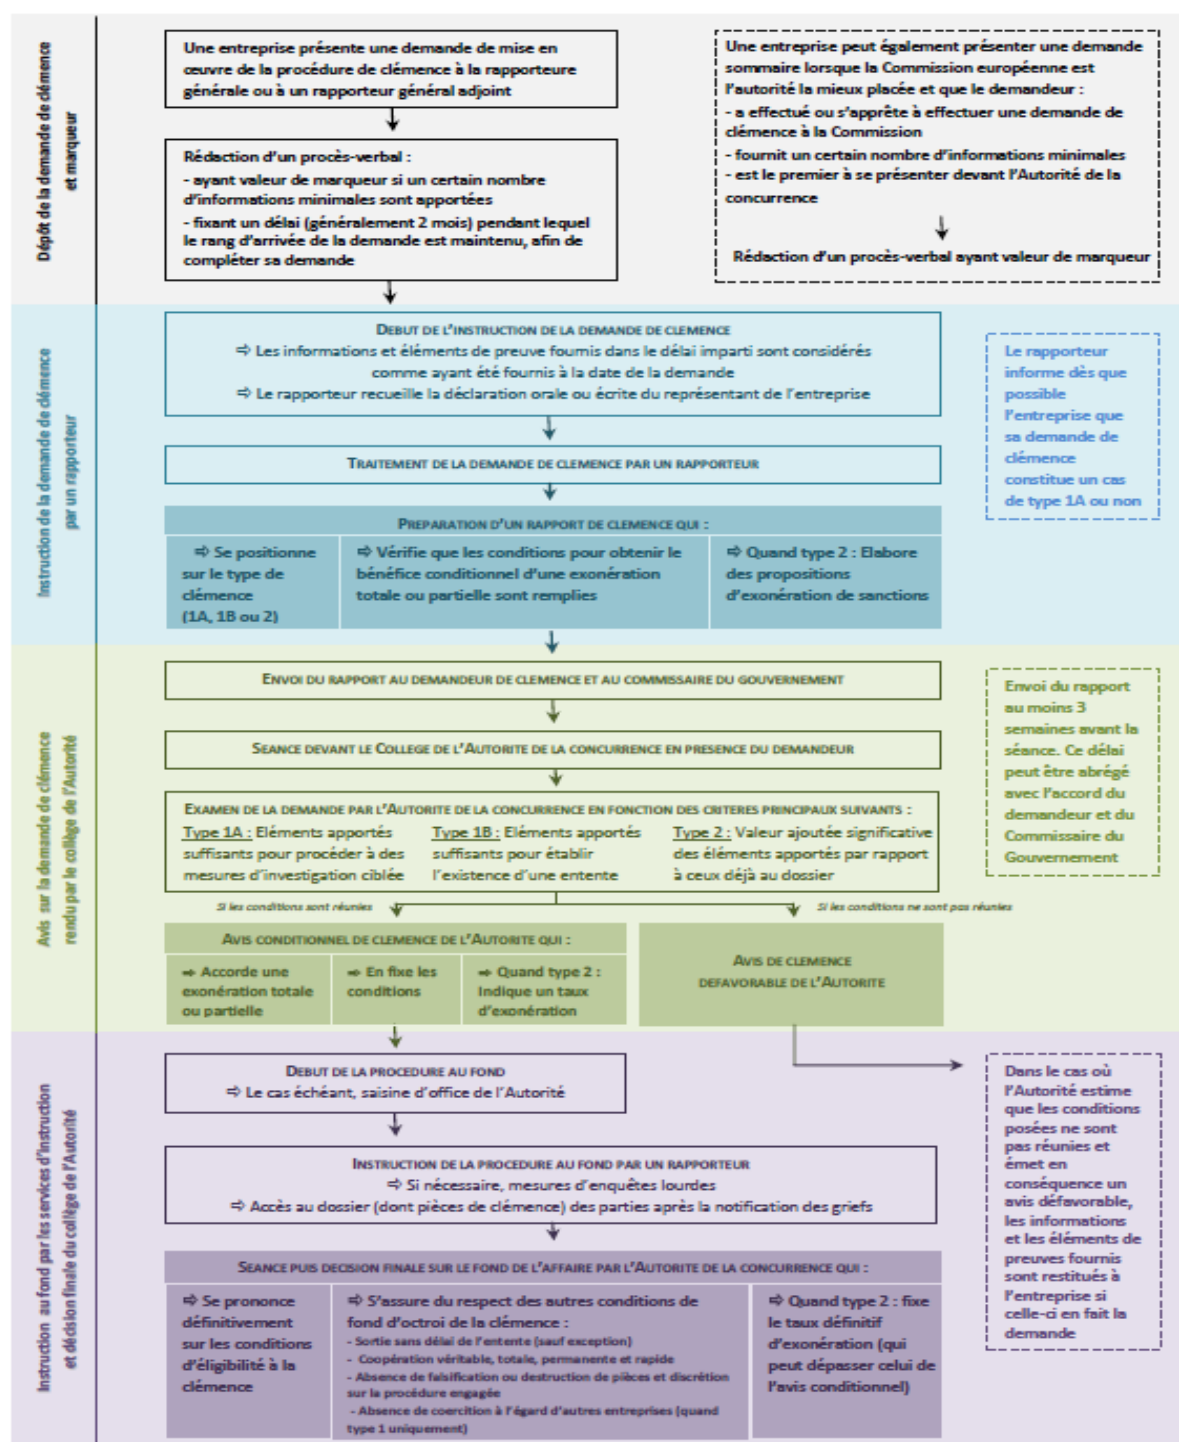 Dépôt de la demande de clémence
et marqueur
Une entreprise présente une demande de mise en
œuvre de la procédure de clémence à la rapporteure
générale ou à un rapporteur général adjoint
Rédaction d'un procès-verbal :
- ayant valeur de marqueur si un certain nombre
d'informations minimales sont apportées
- fixant un délai (généralement 2 mois) pendant lequel
le rang d'arrivée de la demande est maintenu, afin de
compléter sa demande
Une entreprise peut également présenter une demande
sommaire lorsque la Commission européenne est
l'autorité la mieux placée et que le demandeur :
- a effectué ou s'apprête à effectuer une demande de
clémence à la Commission
- fournit un certain nombre d'informations minimales
- est le premier à se présenter devant l'Autorité de la
concurrence
Rédaction d'un procès-verbal ayant valeur de marqueur
Instruction de la demande de clémence
par un rapporteur
DEBUT DE L'INSTRUCTION DE LA DEMANDE DE CLEMENCE
⇨ Les informations et éléments de preuve fournis dans le délai imparti sont considérés
comme ayant été fournis à la date de la demande
⇨ Le rapporteur recueille la déclaration orale ou écrite du représentant de l'entreprise
TRAITEMENT DE LA DEMANDE DE CLEMENCE PAR UN RAPPORTEUR
PREPARATION D'UN RAPPORT DE CLEMENCE QUI :
⇨ Se positionne
sur le type de
clémence
(1A, 1B ou 2)
⇨ Vérifie que les conditions pour obtenir le
bénéfice conditionnel d'une exonération
totale ou partielle sont remplies
⇨ Quand type 2 : Elabore
des propositions
d'exonération de sanctions
Le rapporteur
informe dès que
possible
l'entreprise que
sa demande de
clémence
constitue un cas
de type 1A ou non
Avis sur la demande de clémence
rendu par le collège de l'Autorité
ENVOI DU RAPPORT AU DEMANDEUR DE CLEMENCE ET AU COMMISSAIRE DU GOUVERNEMENT
SEANCE DEVANT LE COLLEGE DE L'AUTORITE DE LA CONCURRENCE EN PRESENCE DU DEMANDEUR
EXAMEN DE LA DEMANDE PAR L'AUTORITE DE LA CONCURRENCE EN FONCTION DES CRITERES PRINCIPAUX SUIVANTS :
Type 1A : Eléments apportés
suffisants pour procéder à des
mesures d'investigation ciblée
Type 1B : Eléments apportés
suffisants pour établir
l'existence d'une entente
Type 2 : Valeur ajoutée significative
des éléments apportés par rapport
à ceux déjà au dossier
Si les conditions sont réunies
Si les conditions ne sont pas réunies
AVIS CONDITIONNEL DE CLEMENCE DE L'AUTORITE QUI :
⇨ Accorde une
exonération totale
ou partielle
⇨ En fixe les
conditions
⇨ Quand type 2 :
Indique un taux
d'exonération
AVIS DE CLEMENCE
DEFAVORABLE DE L'AUTORITE
Envoi du rapport
au moins 3
semaines avant la
séance. Ce délai
peut être abrégé
avec l'accord du
demandeur et du
Commissaire du
Gouvernement
Instruction au fond par les services d'instruction
et décision finale du collège de l'Autorité
DEBUT DE LA PROCEDURE AU FOND
⇨ Le cas échéant, saisine d'office de l'Autorité
INSTRUCTION DE LA PROCEDURE AU FOND PAR UN RAPPORTEUR
⇨ Si nécessaire, mesures d'enquêtes lourdes
⇨ Accès au dossier (dont pièces de clémence) des parties après la notification des griefs
SEANCE PUIS DECISION FINALE SUR LE FOND DE L'AFFAIRE PAR L'AUTORITE DE LA CONCURRENCE QUI :
⇨ Se prononce
définitivement
sur les conditions
d'éligibilité à la
clémence
⇨ S'assure du respect des autres conditions de
fond d'octroi de la clémence :
- Sortie sans délai de l'entente (sauf exception)
- Coopération véritable, totale, permanente et rapide
- Absence de falsification ou destruction de pièces et discrétion
sur la procédure engagée
- Absence de coercition à l'égard d'autres entreprises (quand
type 1 uniquement)
⇨ Quand type 2 : fixe
le taux définitif
d'exonération (qui
peut dépasser celui de
l'avis conditionnel)
Dans le cas où
l'Autorité estime
que les conditions
posées ne sont
pas réunies et
émet en
conséquence un
avis défavorable,
les informations
et les éléments de
preuves fournis
sont restitués à
l'entreprise si
celle-ci en fait la
demande